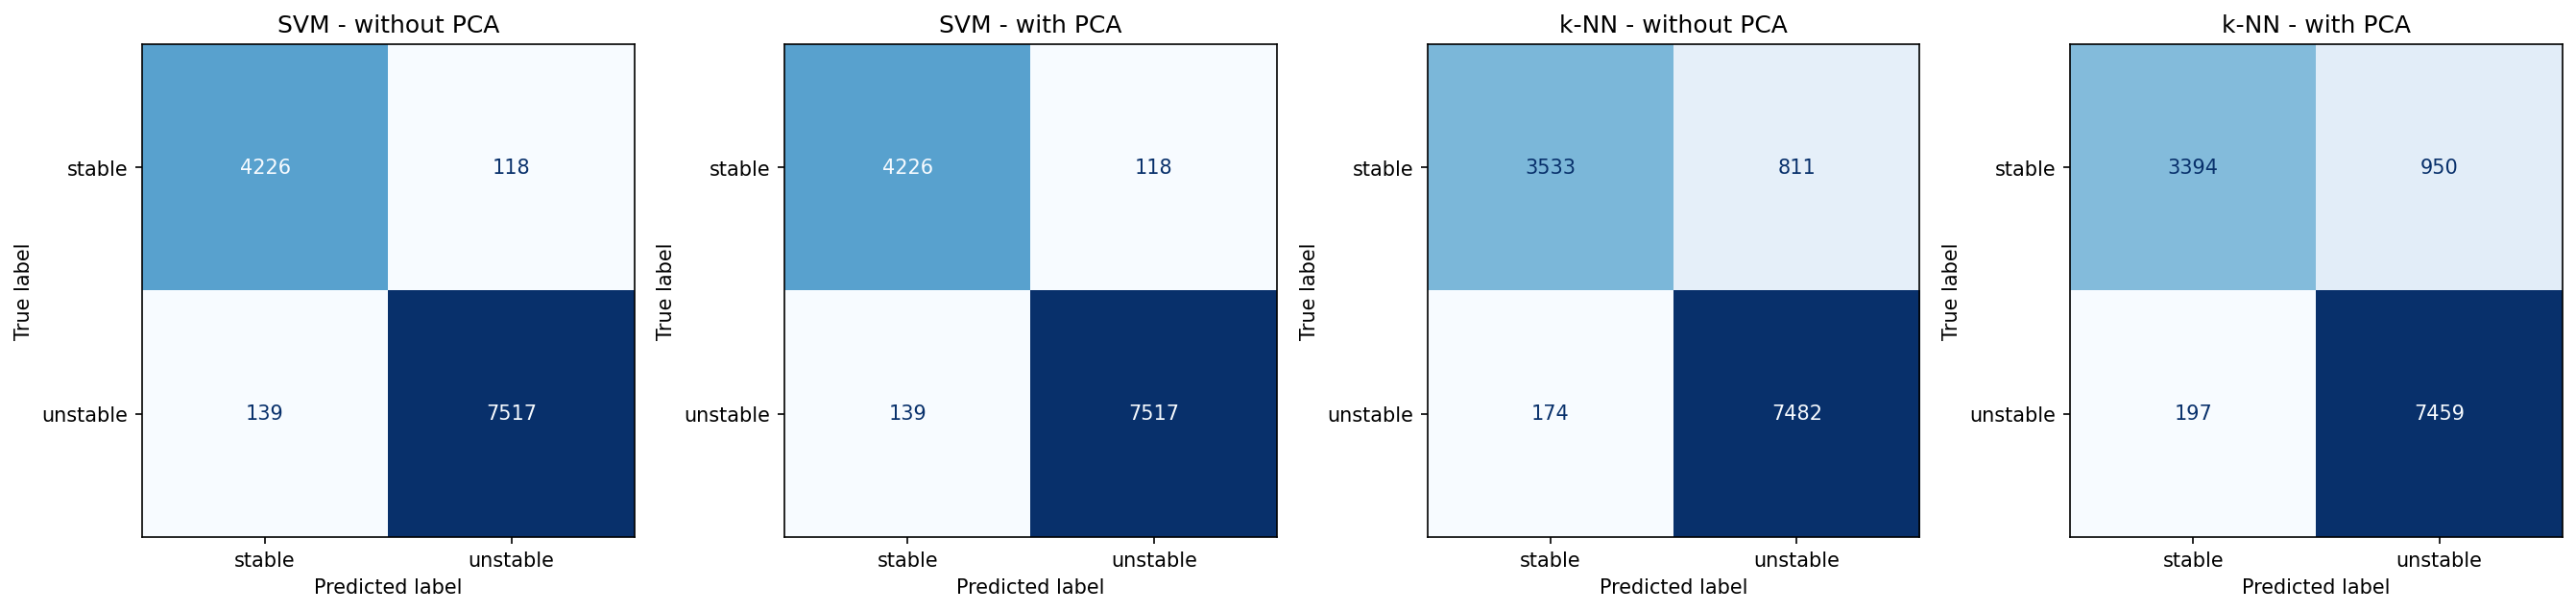 SVM - without PCA
True label
stable
unstable
4226
118
139
7517
stable
unstable
Predicted label
SVM - with PCA
True label
stable
unstable
4226
118
139
7517
stable
unstable
Predicted label
k-NN - without PCA
True label
stable
unstable
3533
811
174
7482
stable
unstable
Predicted label
k-NN - with PCA
True label
stable
unstable
3394
950
197
7459
stable
unstable
Predicted label